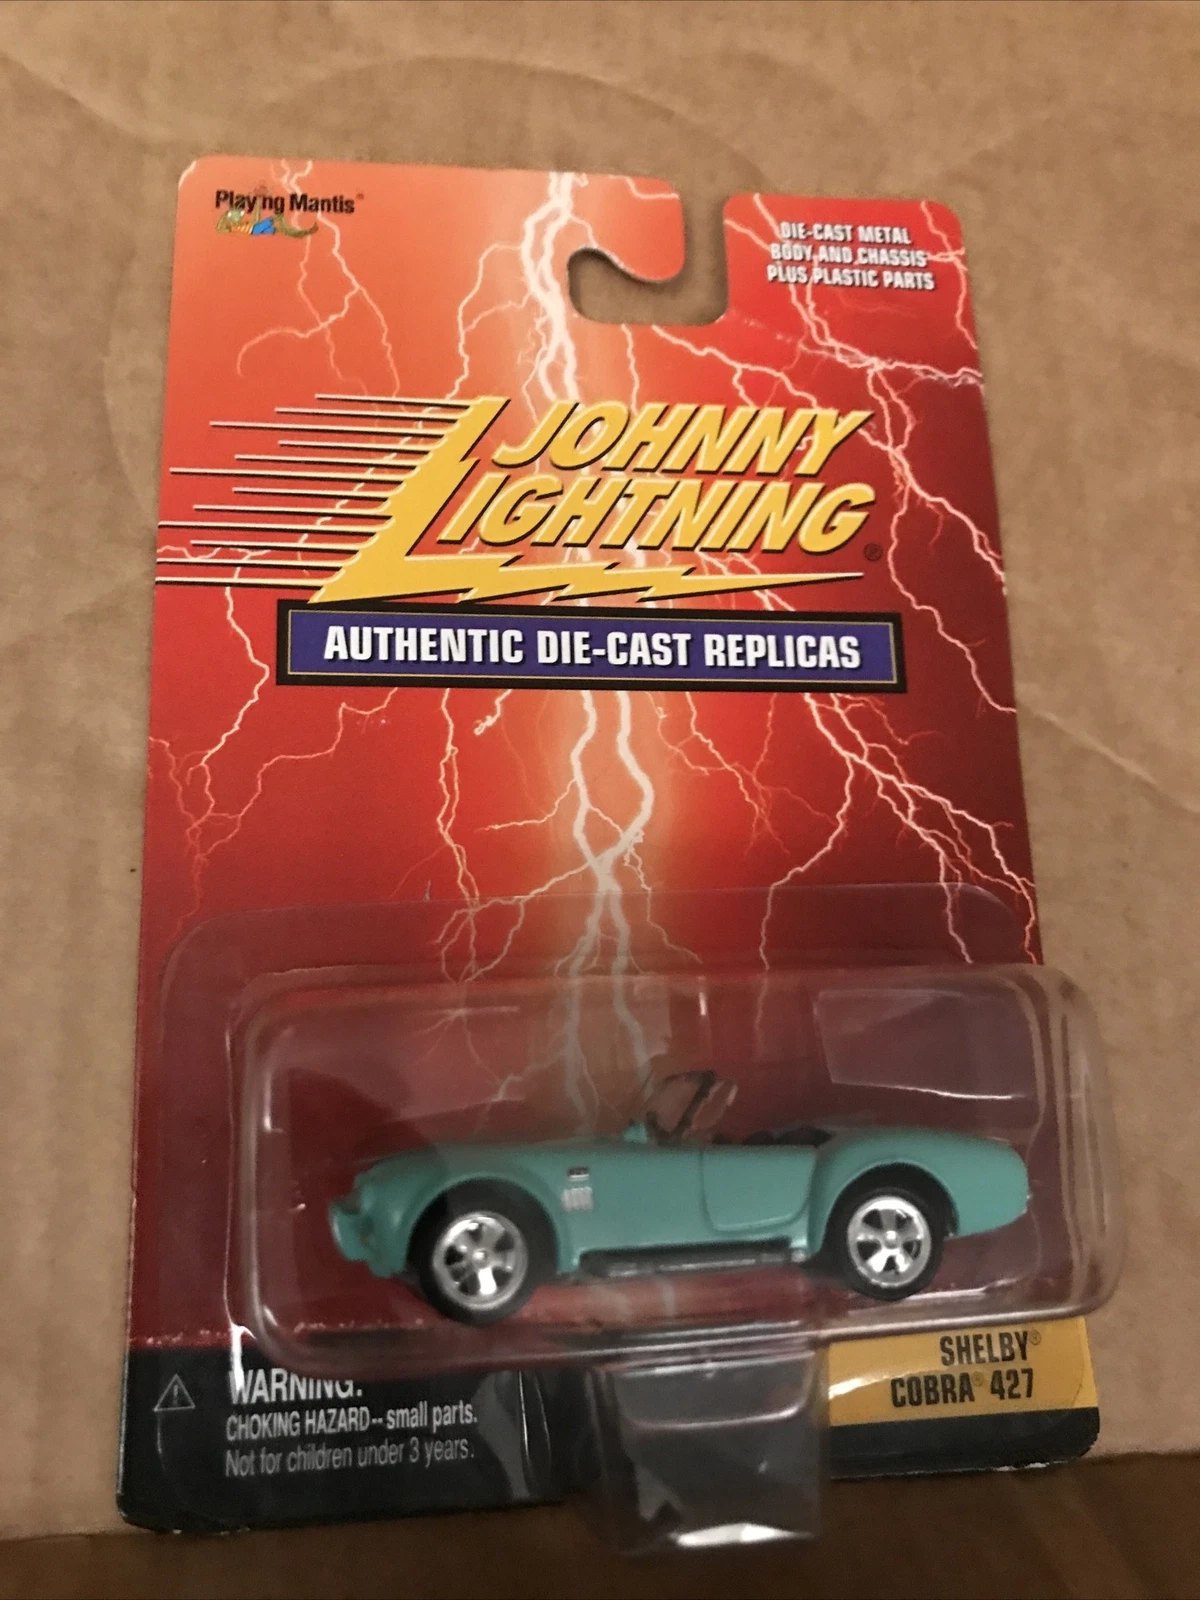 Playing Mantis®
DIE-CAST METAL
BODY AND CHASSIS
PLUS PLASTIC PARTS
JOHNNY
LIGHTNING®
AUTHENTIC DIE-CAST REPLICAS
SHELBY®
COBRA® 427
WARNING:
CHOKING HAZARD--small parts.
Not for children under 3 years.